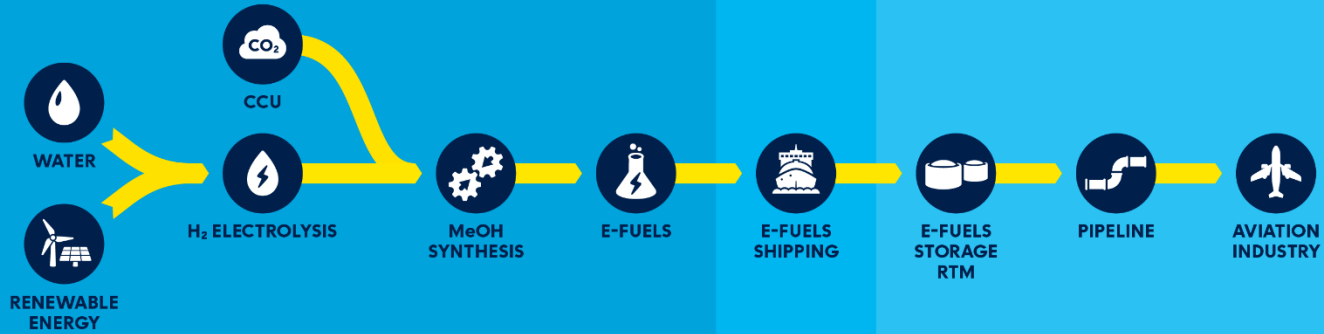 WATER
RENEWABLE
ENERGY
CO₂
CCU
H₂ ELECTROLYSIS
MeOH
SYNTHESIS
E-FUELS
E-FUELS
SHIPPING
E-FUELS
STORAGE
RTM
PIPELINE
AVIATION
INDUSTRY